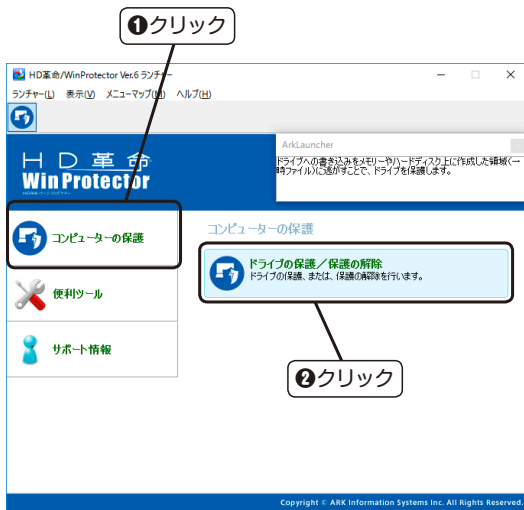 ❶クリック
HD革命/WinProtector Ver.6 ランチャー
ランチャー(L) 表示(V) メニューマップ(M) ヘルプ(H)
ArkLauncher
ドライブへの書き込みをメモリーやハードディスク上に作成した領域(一
時ファイル)に逃がすことで、ドライブを保護します。
HD革命
WinProtector
コンピューターの保護
コンピューターの保護
ドライブの保護/保護の解除
ドライブの保護、または、保護の解除を行います。
便利ツール
サポート情報
❷クリック
Copyright © ARK Information Systems Inc. All Rights Reserved.